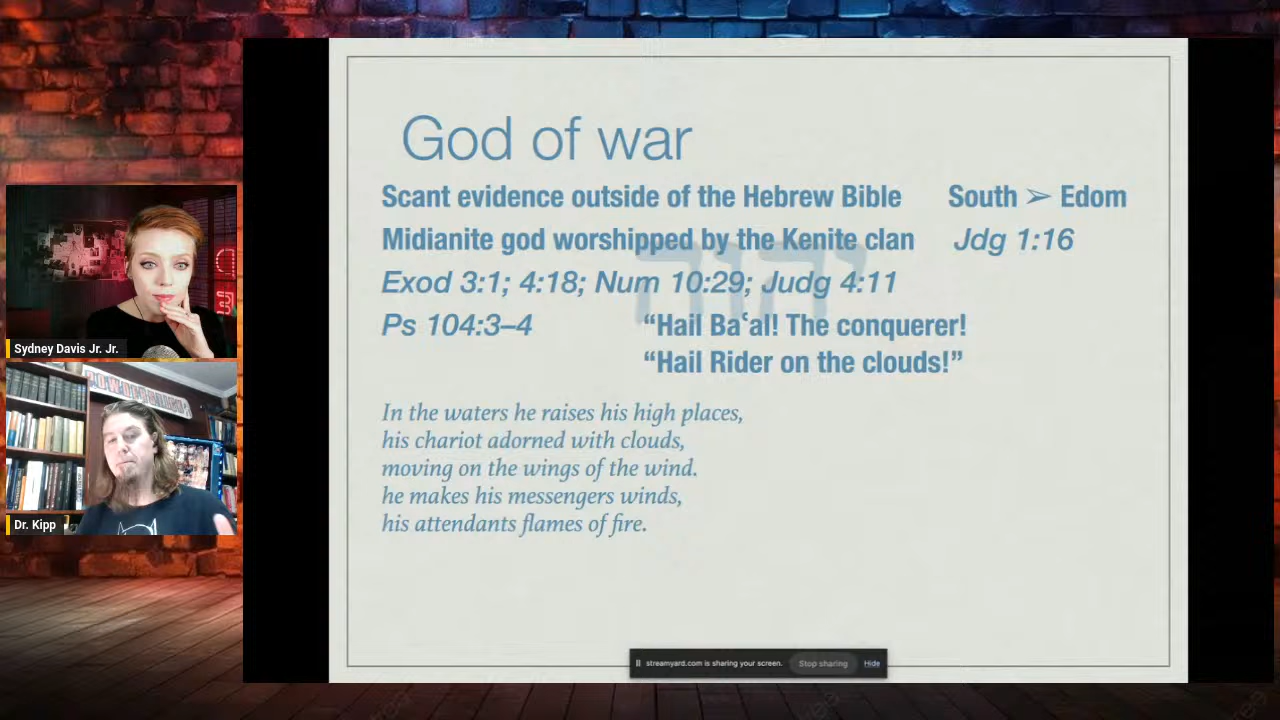 God of war
Scant evidence outside of the Hebrew Bible South ➢ Edom
Midianite god worshipped by the Kenite clan Jdg 1:16
Exod 3:1; 4:18; Num 10:29; Judg 4:11
יהוה
Ps 104:3–4 “Hail Baʿal! The conquerer!
“Hail Rider on the clouds!”
In the waters he raises his high places,
his chariot adorned with clouds,
moving on the wings of the wind.
he makes his messengers winds,
his attendants flames of fire.
Sydney Davis Jr. Jr.
Dr. Kipp
streamyard.com is sharing your screen. Stop sharing Hide